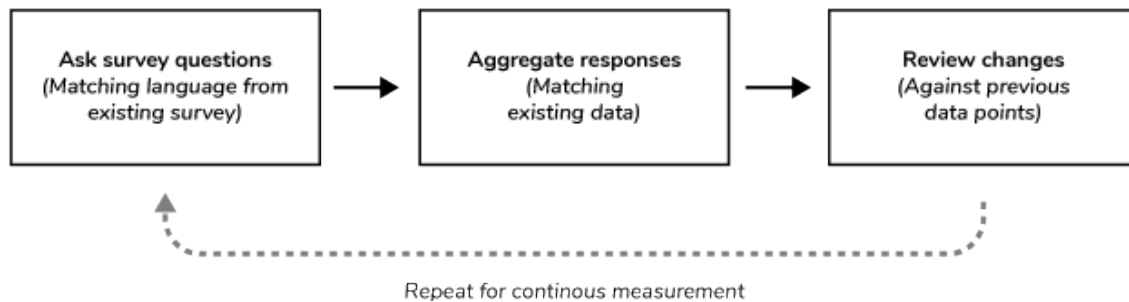 Ask survey questions
(Matching language from
existing survey)
Aggregate responses
(Matching
existing data)
Review changes
(Against previous
data points)
Repeat for continous measurement